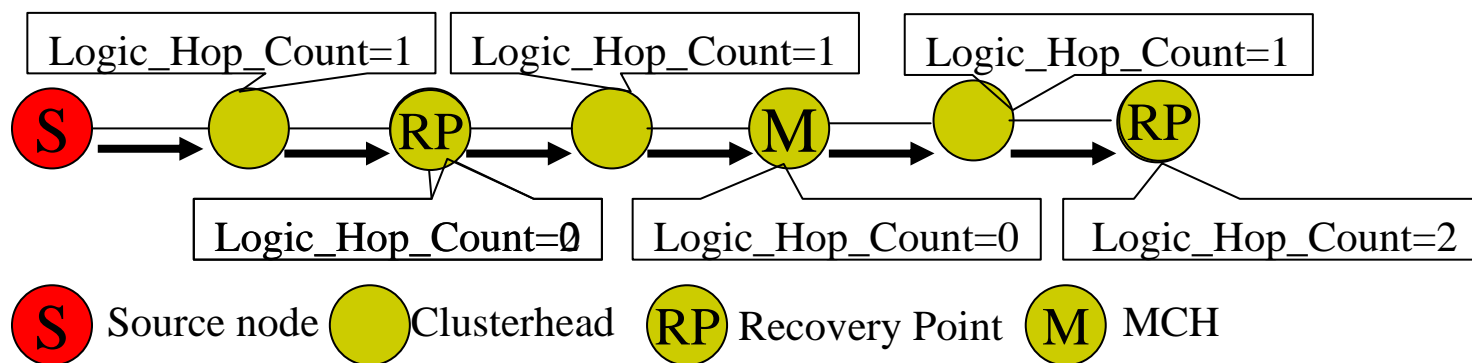 Logic_Hop_Count=1
Logic_Hop_Count=1
Logic_Hop_Count=1
S
RP
M
RP
Logic_Hop_Count=
Logic_Hop_Count=0
Logic_Hop_Count=2
S Source node
Clusterhead
RP Recovery Point
M MCH